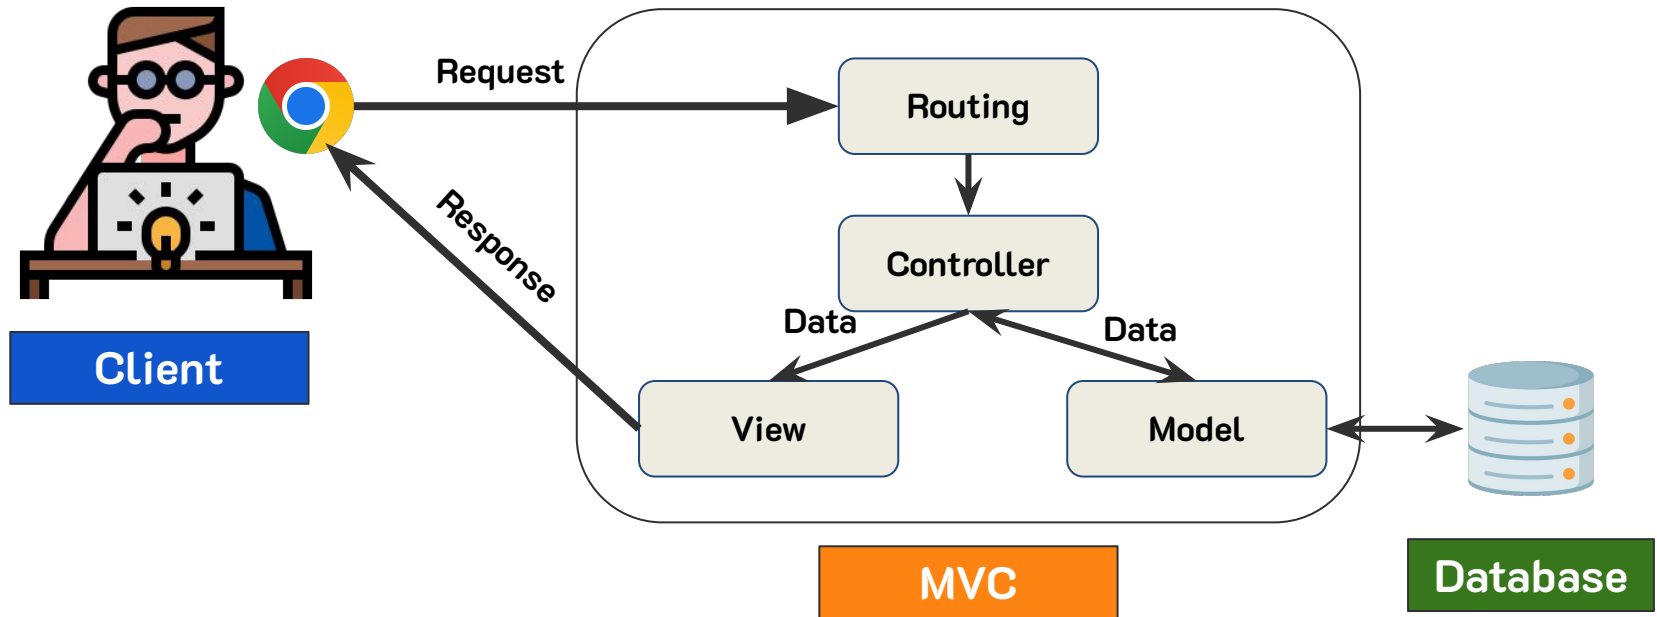 Request
Routing
Response
Controller
Data
Data
Client
View
Model
MVC
Database